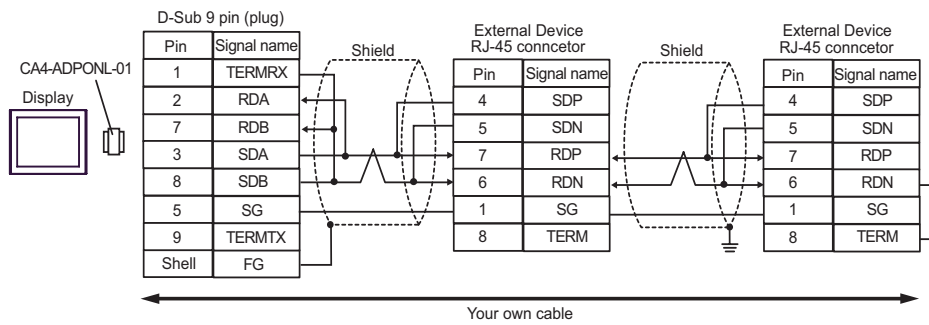 CA4-ADPONL-01
Display
D-Sub 9 pin (plug)
Pin Signal name
1 TERMRX
2 RDA
7 RDB
3 SDA
8 SDB
5 SG
9 TERMTX
Shell FG
Shield
External Device
RJ-45 conncetor
Pin Signal name
4 SDP
5 SDN
7 RDP
6 RDN
1 SG
8 TERM
Shield
External Device
RJ-45 conncetor
Pin Signal name
4 SDP
5 SDN
7 RDP
6 RDN
1 SG
8 TERM
Your own cable